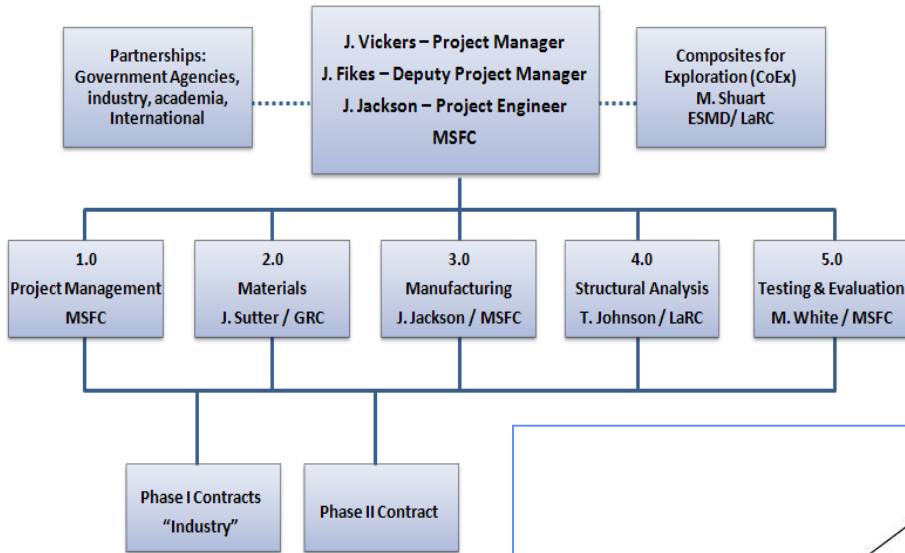 Partnerships:
Government Agencies,
industry, academia,
International
J. Vickers – Project Manager
J. Fikes – Deputy Project Manager
J. Jackson – Project Engineer
MSFC
Composites for
Exploration (CoEx)
M. Shuart
ESMD/ LaRC
1.0
Project Management
MSFC
2.0
Materials
J. Sutter / GRC
3.0
Manufacturing
J. Jackson / MSFC
4.0
Structural Analysis
T. Johnson / LaRC
5.0
Testing & Evaluation
M. White / MSFC
Phase I Contracts
“Industry”
Phase II Contract